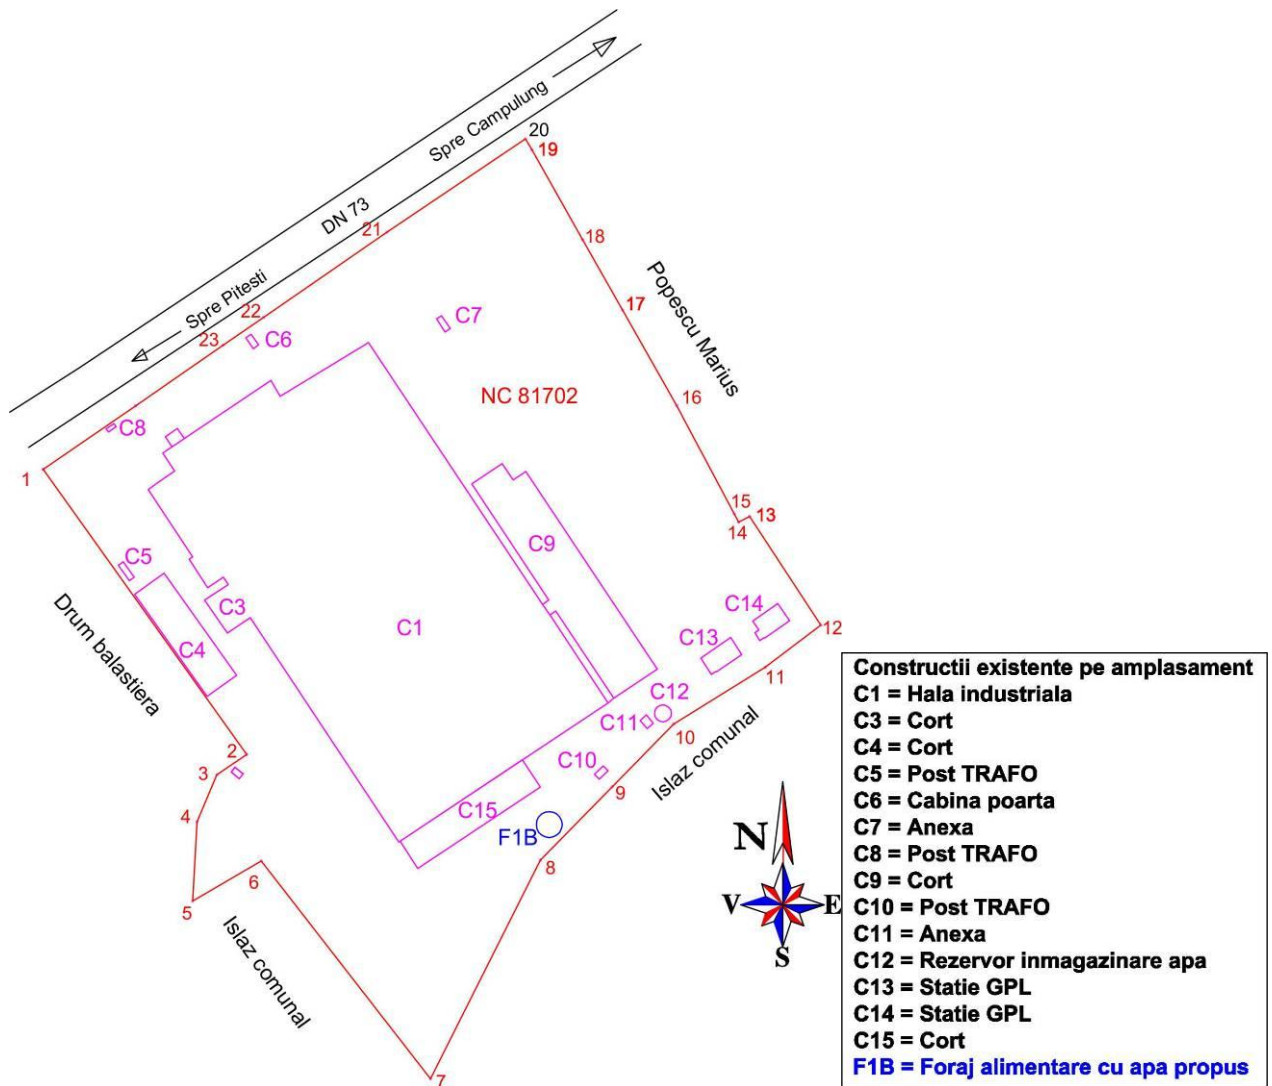 Spre Campulung
20
19
DN 73
21
18
Spre Pitesti
22
23
C6
C7
17
Popescu Marius
NC 81702
16
C8
1
15
13
14
C9
C5
C3
C14
12
C1
C13
C4
11
Drum balastiera
C12
C11
10
2
3
C10
Islaz comunal
9
4
C15
F1B
8
6
5
Islaz comunal
7
N
V
E
S
Constructii existente pe amplasament
C1 = Hala industriala
C3 = Cort
C4 = Cort
C5 = Post TRAFO
C6 = Cabina poarta
C7 = Anexa
C8 = Post TRAFO
C9 = Cort
C10 = Post TRAFO
C11 = Anexa
C12 = Rezervor inmagazinare apa
C13 = Statie GPL
C14 = Statie GPL
C15 = Cort
F1B = Foraj alimentare cu apa propus